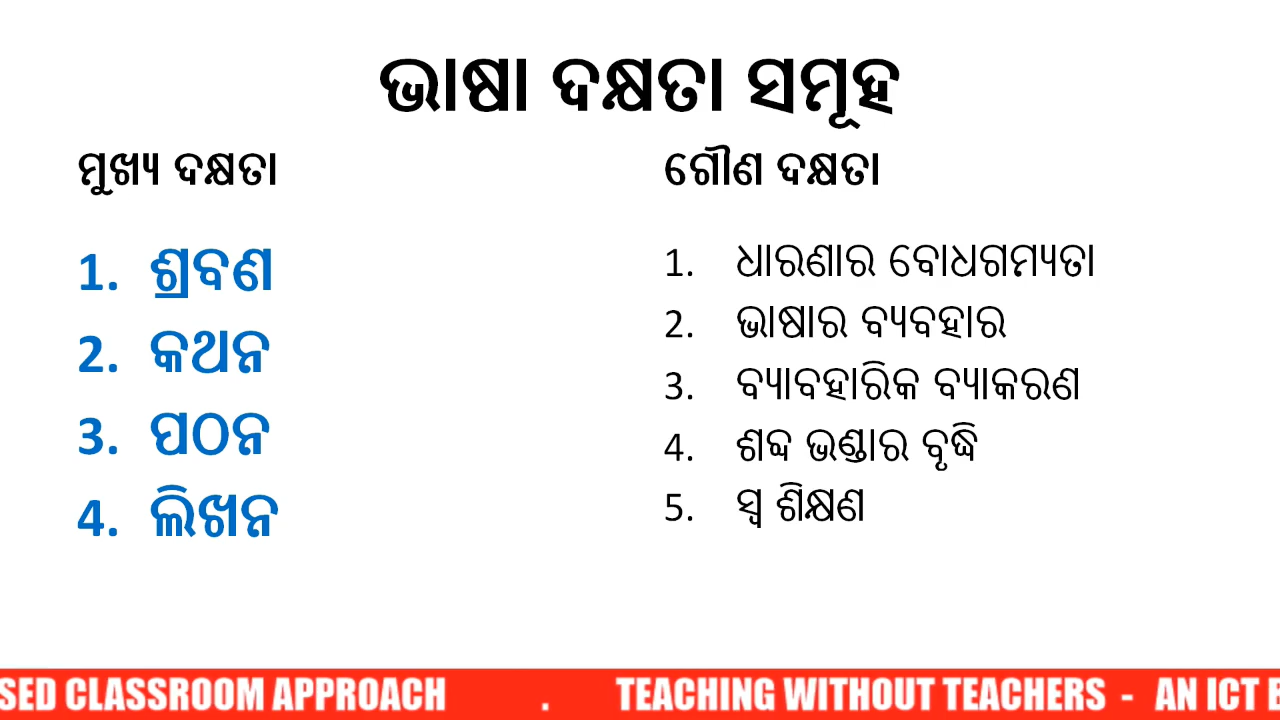 ଭାଷା ଦକ୍ଷତା ସମୂହ
ମୁଖ୍ୟ ଦକ୍ଷତା
1. ଶ୍ରବଣ
2. କଥନ
3. ପଠନ
4. ଲିଖନ
ଗୌଣ ଦକ୍ଷତା
1. ଧାରଣାର ବୋଧଗମ୍ୟତା
2. ଭାଷାର ବ୍ୟବହାର
3. ବ୍ୟାବହାରିକ ବ୍ୟାକରଣ
4. ଶବ୍ଦ ଭଣ୍ଡାର ବୃଦ୍ଧି
5. ସ୍ଵ ଶିକ୍ଷଣ
SED CLASSROOM APPROACH . TEACHING WITHOUT TEACHERS - AN ICT B